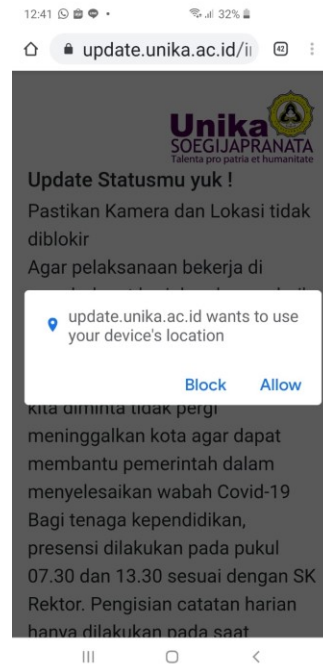 12:41
32%
update.unika.ac.id/i
42
Unika
SOEGIJAPRANATA
Talenta pro patria et humanitate
Update Statusmu yuk !
Pastikan Kamera dan Lokasi tidak
diblokir
Agar pelaksanaan bekerja di
update.unika.ac.id wants to use
your device's location
Block Allow
kita diminta tidak pergi
meninggalkan kota agar dapat
membantu pemerintah dalam
menyelesaikan wabah Covid-19
Bagi tenaga kependidikan,
presensi dilakukan pada pukul
07.30 dan 13.30 sesuai dengan SK
Rektor. Pengisian catatan harian
hanya dilakukan pada saat